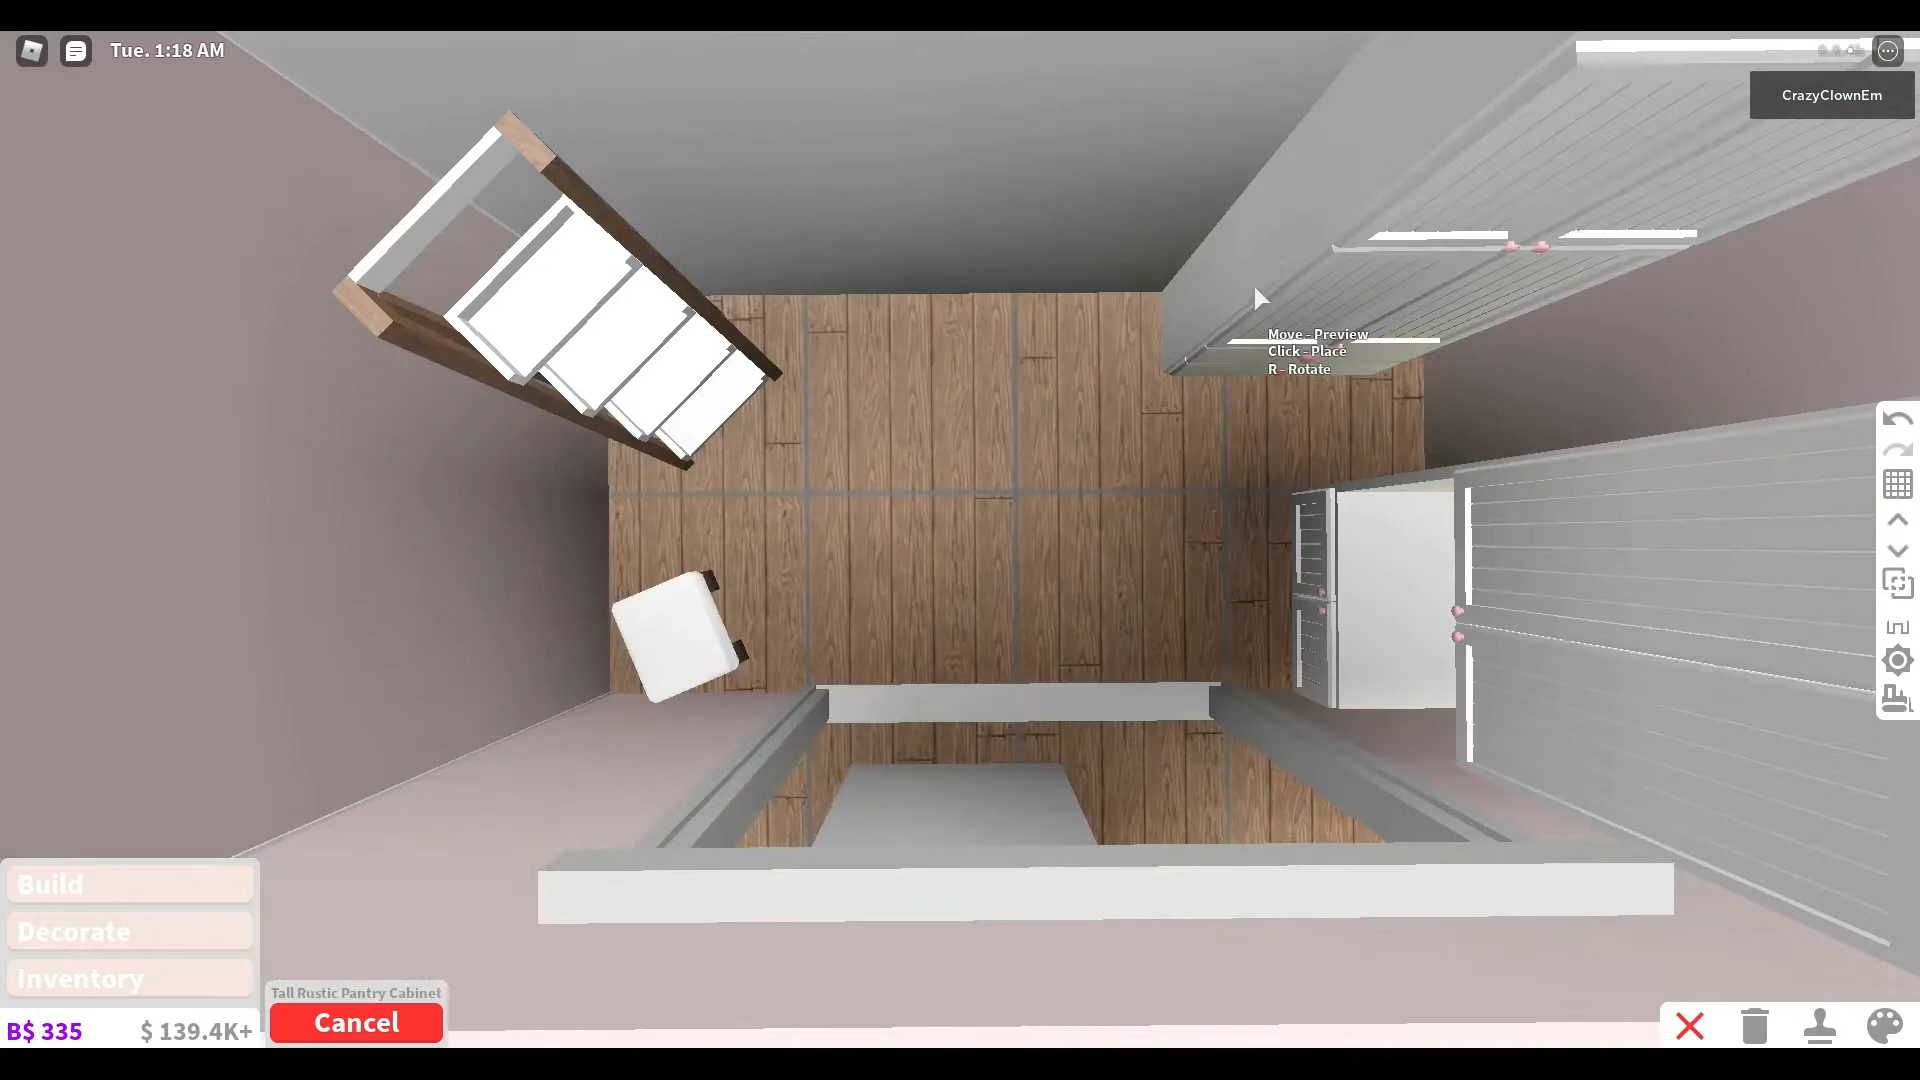 Tue. 1:18 AM
CrazyClownEm
Move - Preview
Click - Place
R - Rotate
Build
Decorate
Inventory
Tall Rustic Pantry Cabinet
Cancel
B$ 335
$ 139.4K+